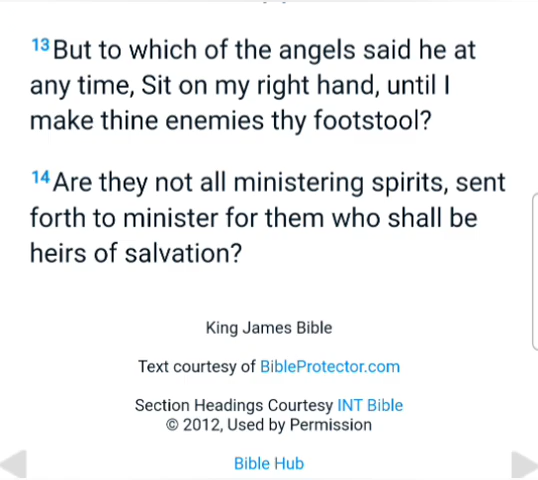 13 But to which of the angels said he at
any time, Sit on my right hand, until I
make thine enemies thy footstool?
14 Are they not all ministering spirits, sent
forth to minister for them who shall be
heirs of salvation?
King James Bible
Text courtesy of BibleProtector.com
Section Headings Courtesy INT Bible
© 2012, Used by Permission
Bible Hub